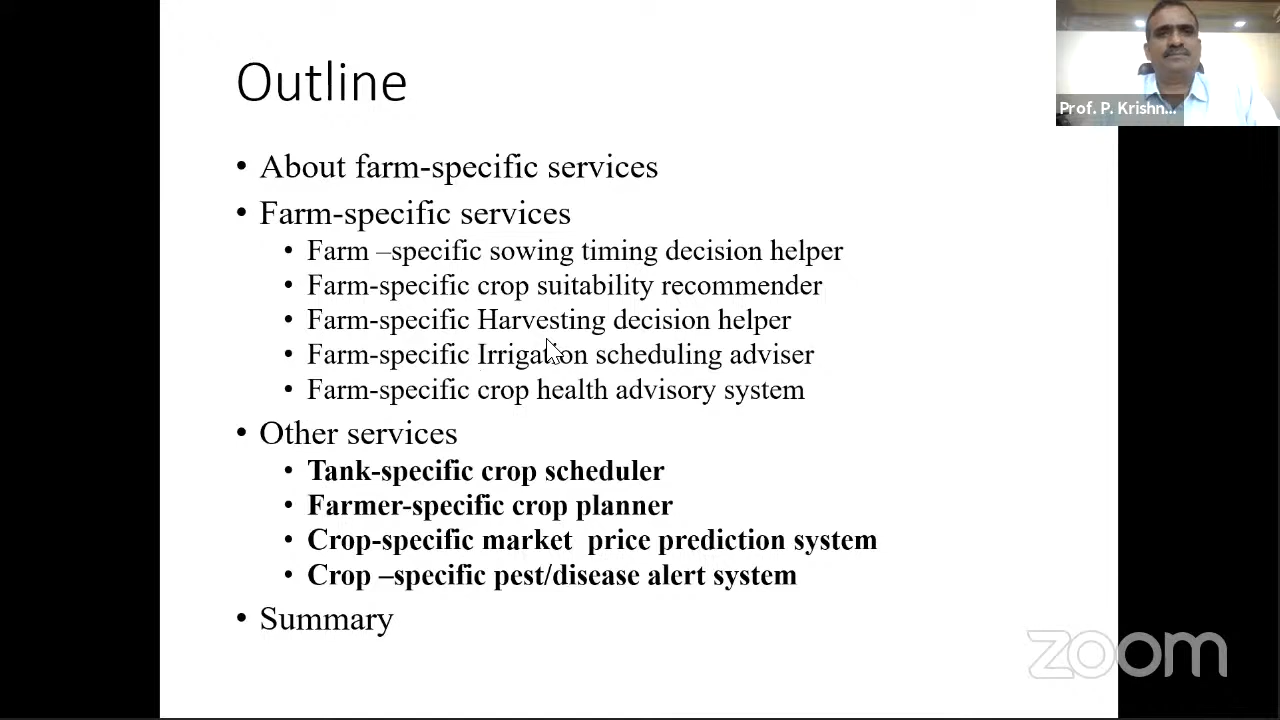 Outline
Prof. P. Krishn...
• About farm-specific services
• Farm-specific services
• Farm –specific sowing timing decision helper
• Farm-specific crop suitability recommender
• Farm-specific Harvesting decision helper
• Farm-specific Irrigation scheduling adviser
• Farm-specific crop health advisory system
• Other services
• Tank-specific crop scheduler
• Farmer-specific crop planner
• Crop-specific market price prediction system
• Crop –specific pest/disease alert system
• Summary
zoom